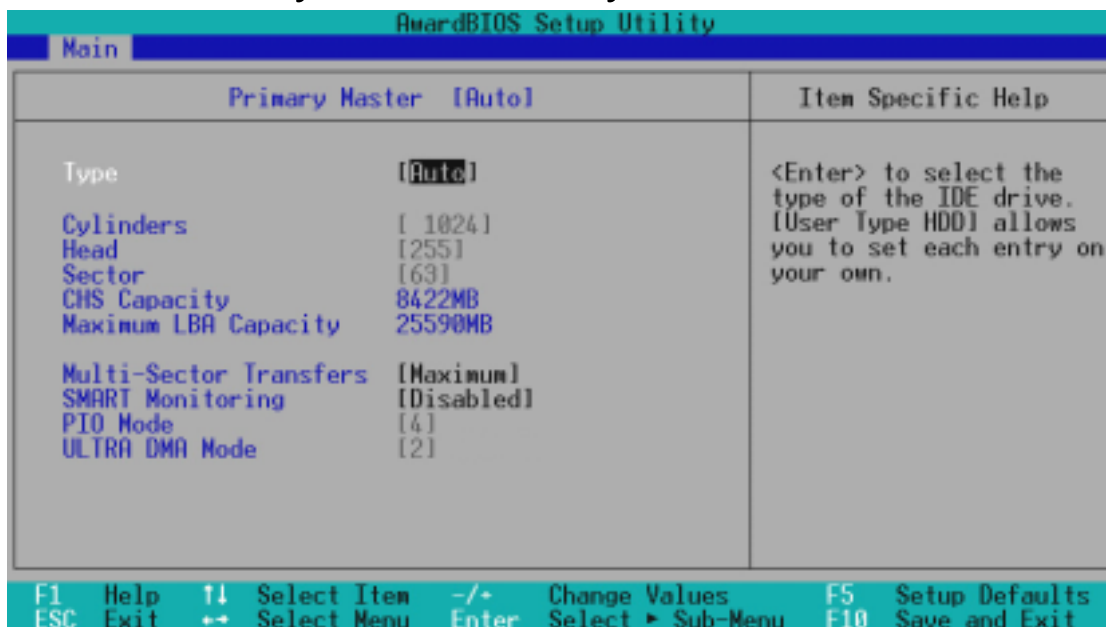 AwardBIOS Setup Utility
Main
Primary Master [Auto]
Item Specific Help
Type [Auto]
Cylinders [ 1024]
Head [255]
Sector [63]
CHS Capacity 8422MB
Maximum LBA Capacity 25590MB
Multi-Sector Transfers [Maximum]
SMART Monitoring [Disabled]
PIO Mode [4]
ULTRA DMA Mode [2]
<Enter> to select the
type of the IDE drive.
[User Type HDD] allows
you to set each entry on
your own.
F1 Help ↑↓ Select Item -/+ Change Values F5 Setup Defaults
ESC Exit ←→ Select Menu Enter Select ► Sub-Menu F10 Save and Exit